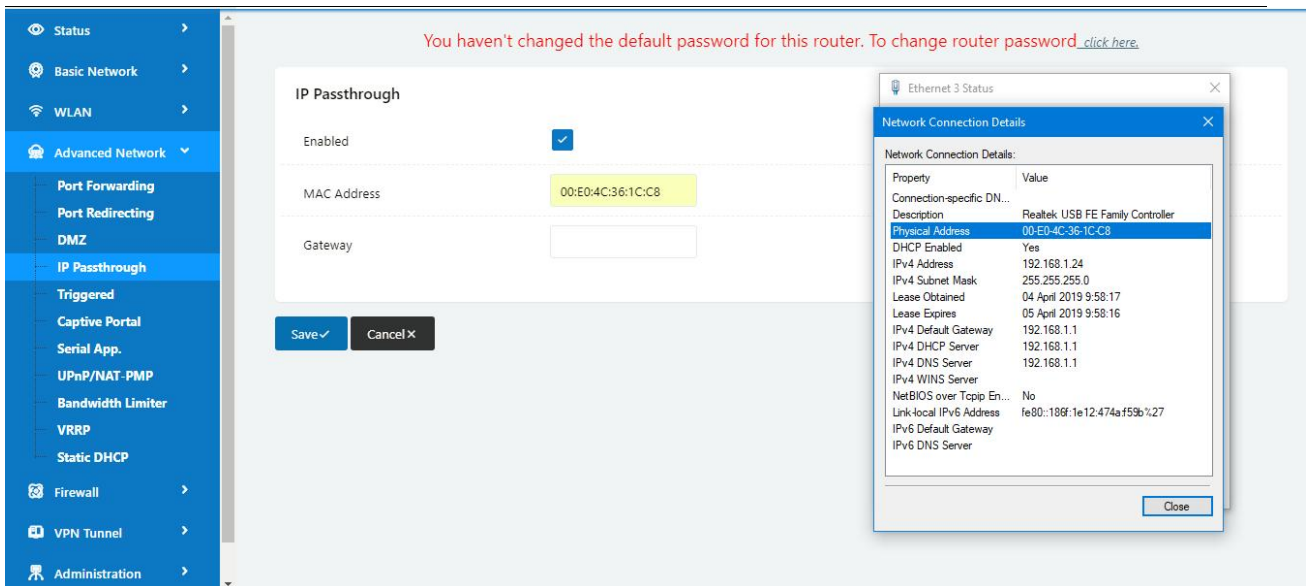 Status
Basic Network
WLAN
Advanced Network
Port Forwarding
Port Redirecting
DMZ
IP Passthrough
Triggered
Captive Portal
Serial App.
UPnP/NAT-PMP
Bandwidth Limiter
VRRP
Static DHCP
Firewall
VPN Tunnel
Administration
You haven't changed the default password for this router. To change router password click here.
IP Passthrough
Enabled
MAC Address 00:E0:4C:36:1C:C8
Gateway
Save
Cancel
Ethernet 3 Status
Network Connection Details
Network Connection Details:
Property Value
Connection-specific DN...
Description Realtek USB FE Family Controller
Physical Address 00-E0-4C-36-1C-C8
DHCP Enabled Yes
IPv4 Address 192.168.1.24
IPv4 Subnet Mask 255.255.255.0
Lease Obtained 04 April 2019 9:58:17
Lease Expires 05 April 2019 9:58:16
IPv4 Default Gateway 192.168.1.1
IPv4 DHCP Server 192.168.1.1
IPv4 DNS Server 192.168.1.1
IPv4 WINS Server
NetBIOS over Tcpip En... No
Link-local IPv6 Address fe80::186f:1e12:474a:f59b%27
IPv6 Default Gateway
IPv6 DNS Server
Close